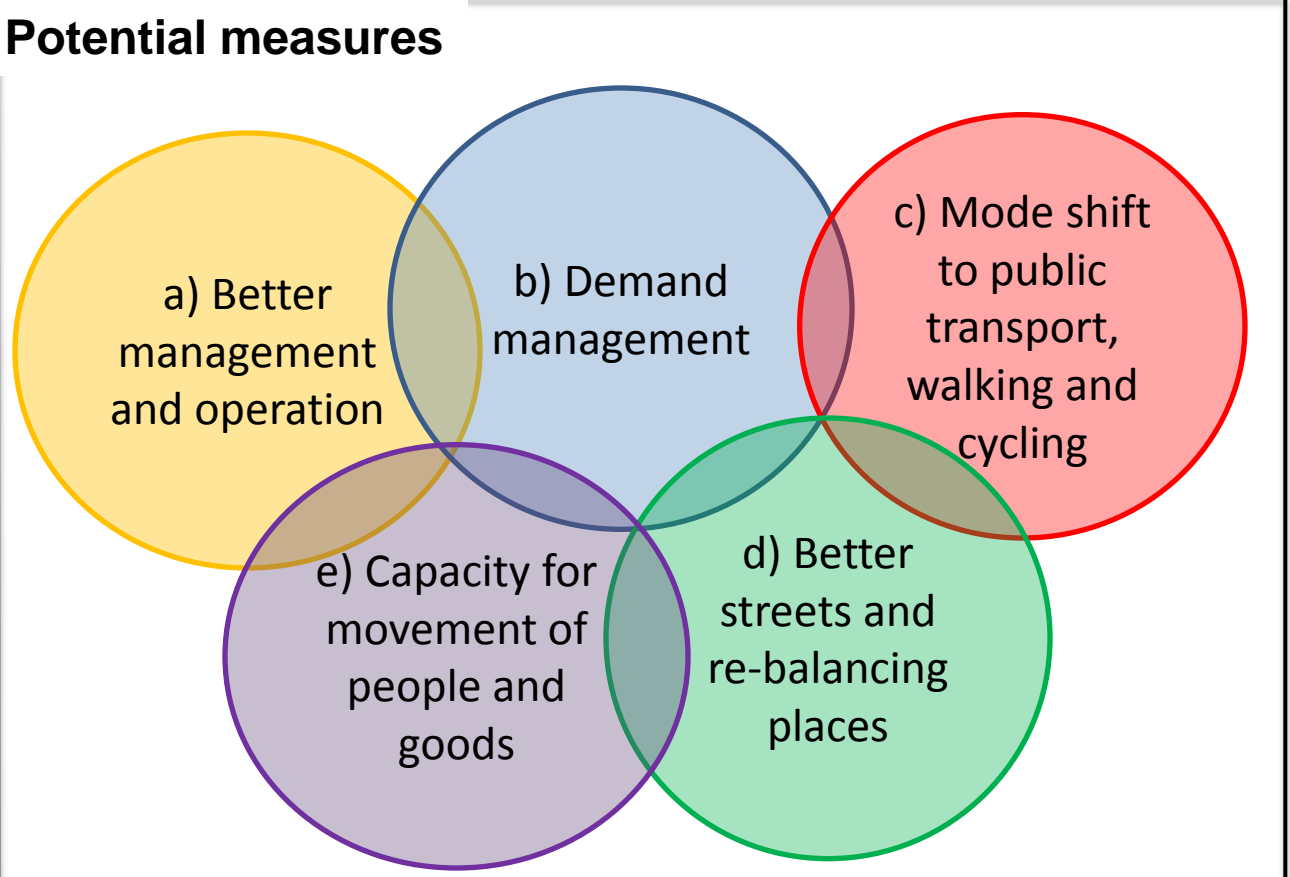 Potential measures
a) Better
management
and operation
b) Demand
management
c) Mode shift
to public
transport,
walking and
cycling
d) Better
streets and
re-balancing
places
e) Capacity for
movement of
people and
goods